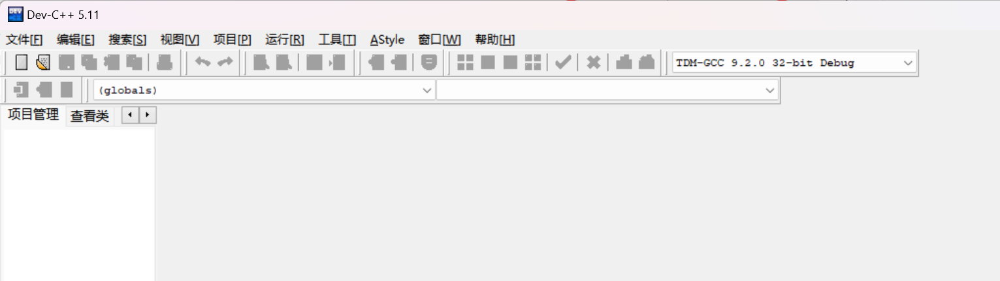 Dev-C++ 5.11
文件[F] 编辑[E] 搜索[S] 视图[V] 项目[P] 运行[R] 工具[T] AStyle 窗口[W] 帮助[H]
TDM-GCC 9.2.0 32-bit Debug
(globals)
项目管理 查看类